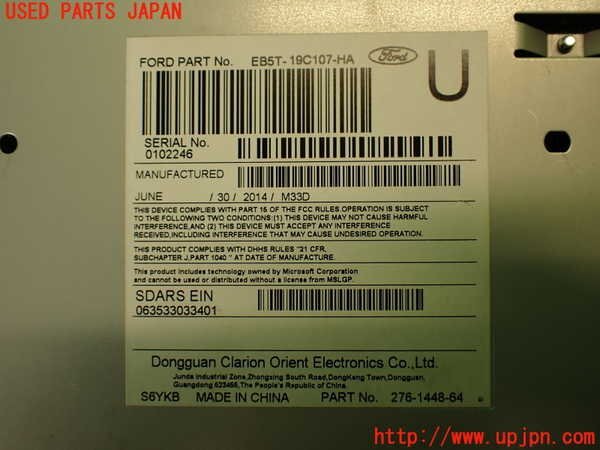 USED PARTS JAPAN
FORD PART No. EB5T-19C107-HA Ford U
SERIAL No.
0102246
MANUFACTURED
JUNE / 30 / 2014 / M33D
THIS DEVICE COMPLIES WITH PART 15 OF THE FCC RULES.OPERATION IS SUBJECT
TO THE FOLLOWING TWO CONDITIONS:(1) THIS DEVICE MAY NOT CAUSE HARMFUL
INTERFERENCE,AND (2) THIS DEVICE MUST ACCEPT ANY INTERFERENCE
RECEIVED,INCLUDING INTERFERENCE THAT MAY CAUSE UNDESIRED OPERATION.
THIS PRODUCT COMPLIES WITH DHHS RULES "21 CFR,
SUBCHAPTER J,PART 1040 " AT DATE OF MANUFACTURE.
This product includes technology owned by Microsoft Corporation
and cannot be used or distributed without a license from MSLGP.
SDARS EIN
063533033401
Dongguan Clarion Orient Electronics Co.,Ltd.
Junda Industrial Zone,Zhongxing South Road,DongKeng Town,Dongguan,
Guangdong 523455,The People's Republic of China.
S6YKB MADE IN CHINA PART No. 276-1448-64
http://www.upjpn.com/